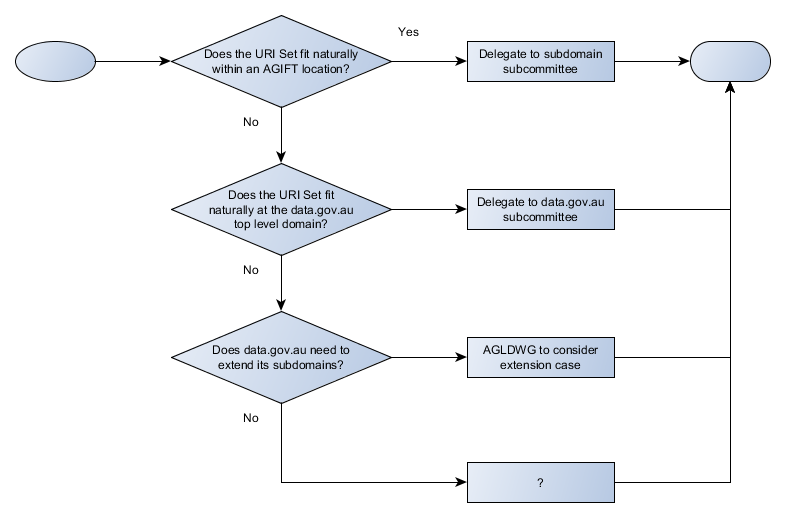 Yes
Does the URI Set fit naturally
within an AGIFT location?
Delegate to subdomain
subcommittee
No
Does the URI Set fit
naturally at the data.gov.au
top level domain?
Delegate to data.gov.au
subcommittee
No
Does data.gov.au need to
extend its subdomains?
AGLDWG to consider
extension case
No
?